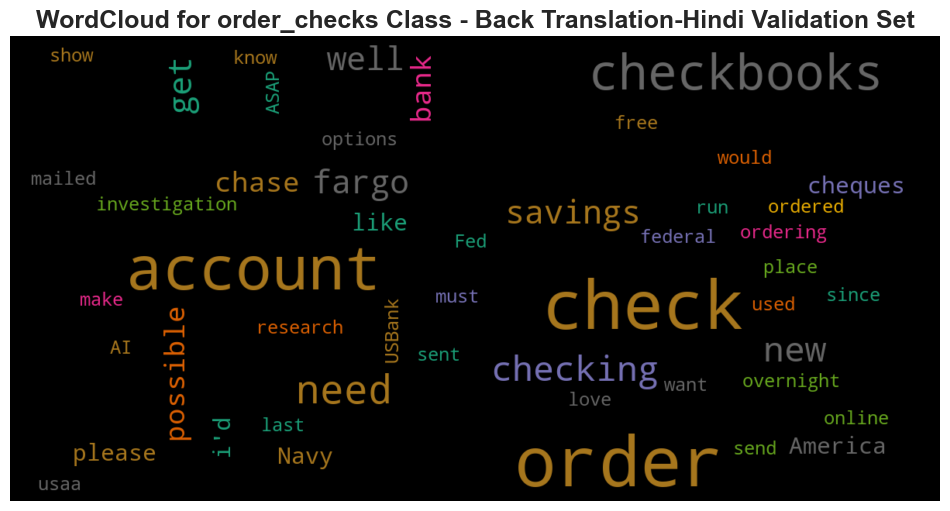 WordCloud for order_checks Class - Back Translation-Hindi Validation Set
show
get
know
ASAP
well
bank
checkbooks
free
options
would
mailed
chase
fargo
cheques
investigation
like
savings
run
ordered
Fed
federal
ordering
account
place
make
must
check
used
since
possible
research
USBank
sent
AI
new
checking
need
want
overnight
love
i'd
last
online
please
Navy
order
send
America
usaa